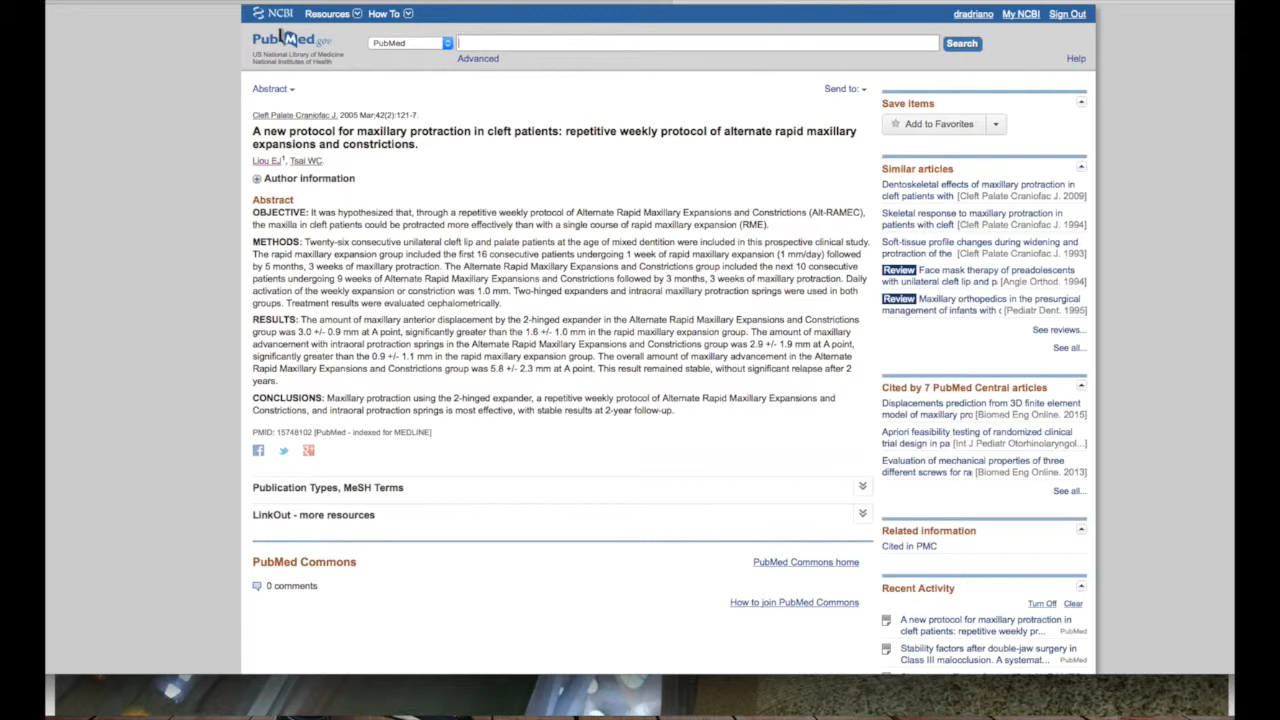 NCBI Resources How To dradriano My NCBI Sign Out
PubMed.gov
US National Library of Medicine
National Institutes of Health
PubMed Search
Advanced Help
Abstract Send to:
Cleft Palate Craniofac J. 2005 Mar;42(2):121-7.
A new protocol for maxillary protraction in cleft patients: repetitive weekly protocol of alternate rapid maxillary
expansions and constrictions.
Liou EJ1, Tsai WC.
Author information
Abstract
OBJECTIVE: It was hypothesized that, through a repetitive weekly protocol of Alternate Rapid Maxillary Expansions and Constrictions (Alt-RAMEC),
the maxilla in cleft patients could be protracted more effectively than with a single course of rapid maxillary expansion (RME).
METHODS: Twenty-six consecutive unilateral cleft lip and palate patients at the age of mixed dentition were included in this prospective clinical study.
The rapid maxillary expansion group included the first 16 consecutive patients undergoing 1 week of rapid maxillary expansion (1 mm/day) followed
by 5 months, 3 weeks of maxillary protraction. The Alternate Rapid Maxillary Expansions and Constrictions group included the next 10 consecutive
patients undergoing 9 weeks of Alternate Rapid Maxillary Expansions and Constrictions followed by 3 months, 3 weeks of maxillary protraction. Daily
activation of the weekly expansion or constriction was 1.0 mm. Two-hinged expanders and intraoral maxillary protraction springs were used in both
groups. Treatment results were evaluated cephalometrically.
RESULTS: The amount of maxillary anterior displacement by the 2-hinged expander in the Alternate Rapid Maxillary Expansions and Constrictions
group was 3.0 +/- 0.9 mm at A point, significantly greater than the 1.6 +/- 1.0 mm in the rapid maxillary expansion group. The amount of maxillary
advancement with intraoral protraction springs in the Alternate Rapid Maxillary Expansions and Constrictions group was 2.9 +/- 1.9 mm at A point,
significantly greater than the 0.9 +/- 1.1 mm in the rapid maxillary expansion group. The overall amount of maxillary advancement in the Alternate
Rapid Maxillary Expansions and Constrictions group was 5.8 +/- 2.3 mm at A point. This result remained stable, without significant relapse after 2
years.
CONCLUSIONS: Maxillary protraction using the 2-hinged expander, a repetitive weekly protocol of Alternate Rapid Maxillary Expansions and
Constrictions, and intraoral protraction springs is most effective, with stable results at 2-year follow-up.
PMID: 15748102 [PubMed - indexed for MEDLINE]
Publication Types, MeSH Terms
LinkOut - more resources
PubMed Commons PubMed Commons home
0 comments
How to join PubMed Commons
Save items
Add to Favorites
Similar articles
Dentoskeletal effects of maxillary protraction in
cleft patients with [Cleft Palate Craniofac J. 2009]
Skeletal response to maxillary protraction in
patients with cleft [Cleft Palate Craniofac J. 1994]
Soft-tissue profile changes during widening and
protraction of the [Cleft Palate Craniofac J. 1993]
Review Face mask therapy of preadolescents
with unilateral cleft lip and p. [Angle Orthod. 1994]
Review Maxillary orthopedics in the presurgical
management of infants with c [Pediatr Dent. 1995]
See reviews...
See all...
Cited by 7 PubMed Central articles
Displacements prediction from 3D finite element
model of maxillary prc [Biomed Eng Online. 2015]
Apriori feasibility testing of randomized clinical
trial design in pa [Int J Pediatr Otorhinolaryngol...]
Evaluation of mechanical properties of three
different screws for ra [Biomed Eng Online. 2013]
See all...
Related information
Cited in PMC
Recent Activity
Turn Off Clear
A new protocol for maxillary protraction in
cleft patients: repetitive weekly pr... PubMed
Stability factors after double-jaw surgery in
Class III malocclusion. A systemat... PubMed